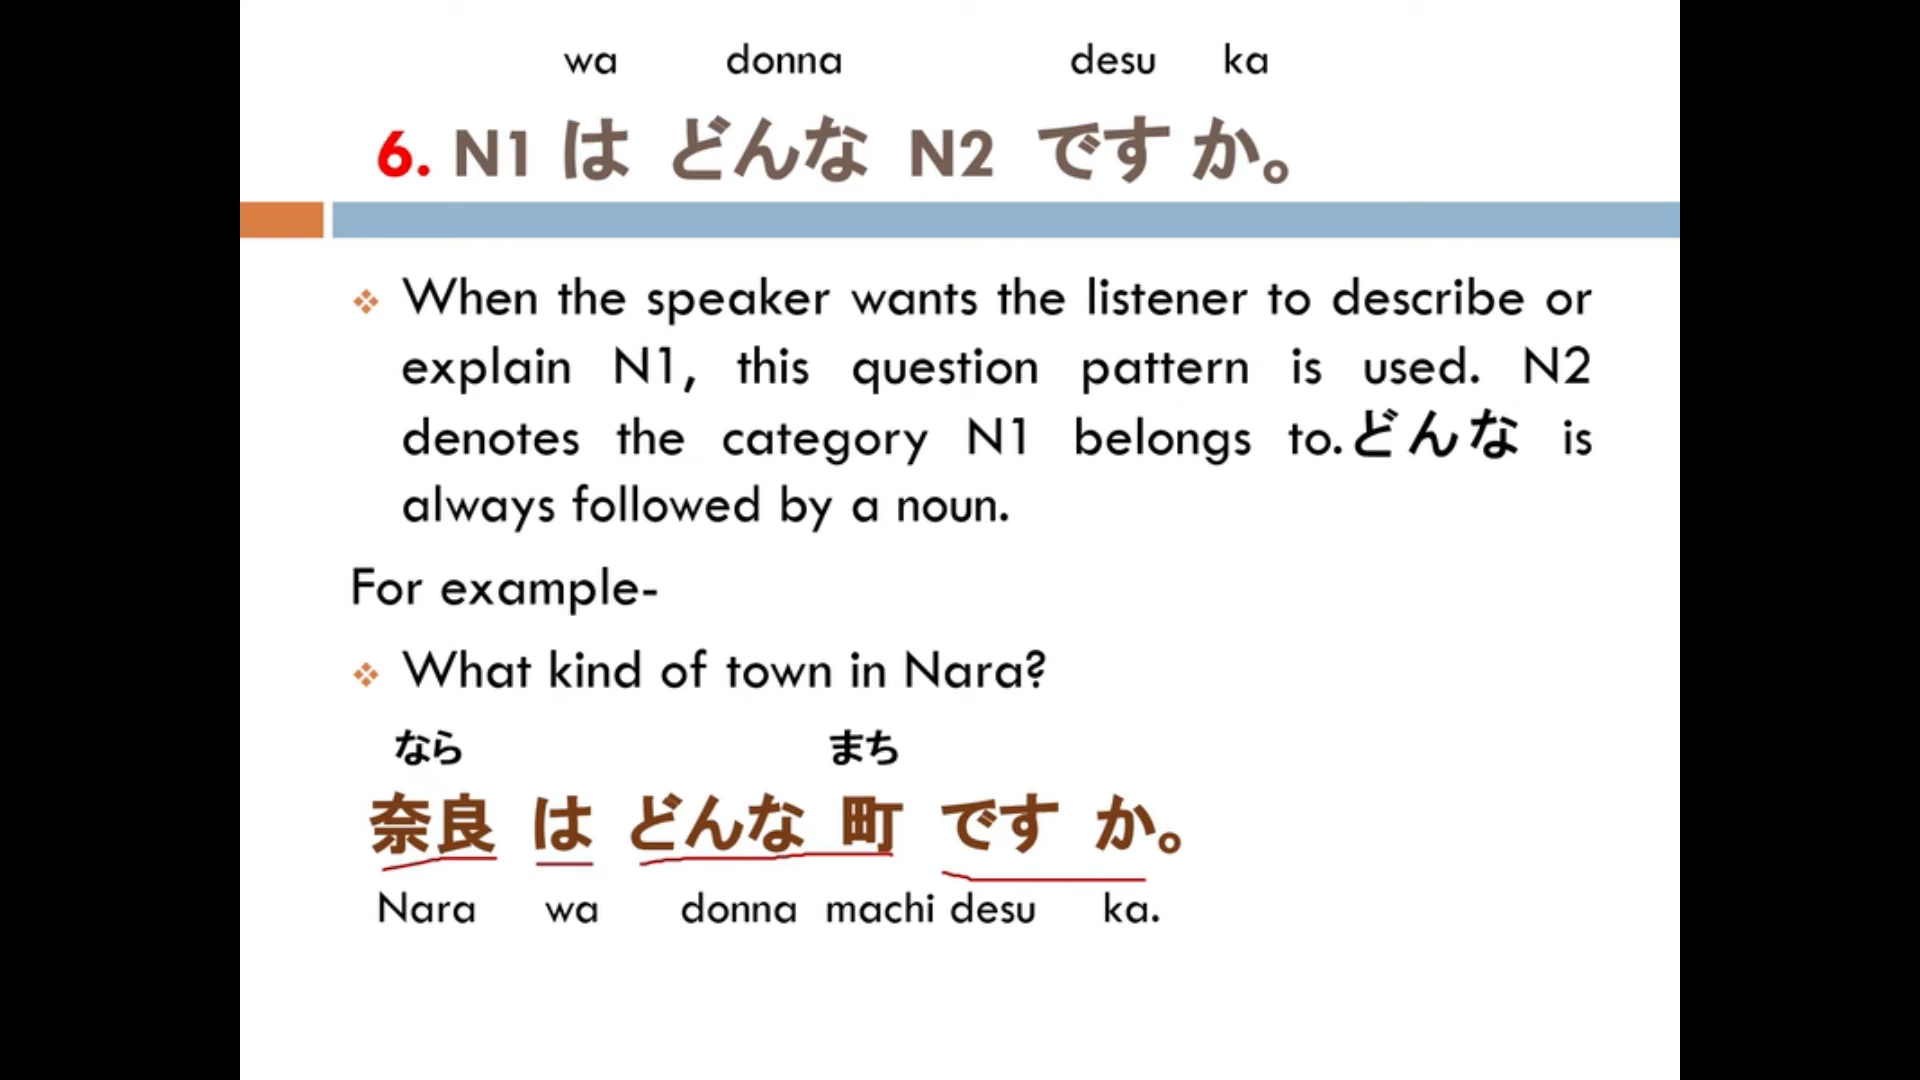 wa donna desu ka
6. N1 は どんな N2 です か。
❖ When the speaker wants the listener to describe or
explain N1, this question pattern is used. N2
denotes the category N1 belongs to.どんな is
always followed by a noun.
For example-
❖ What kind of town in Nara?
なら まち
奈良 は どんな 町 です か。
Nara wa donna machi desu ka.